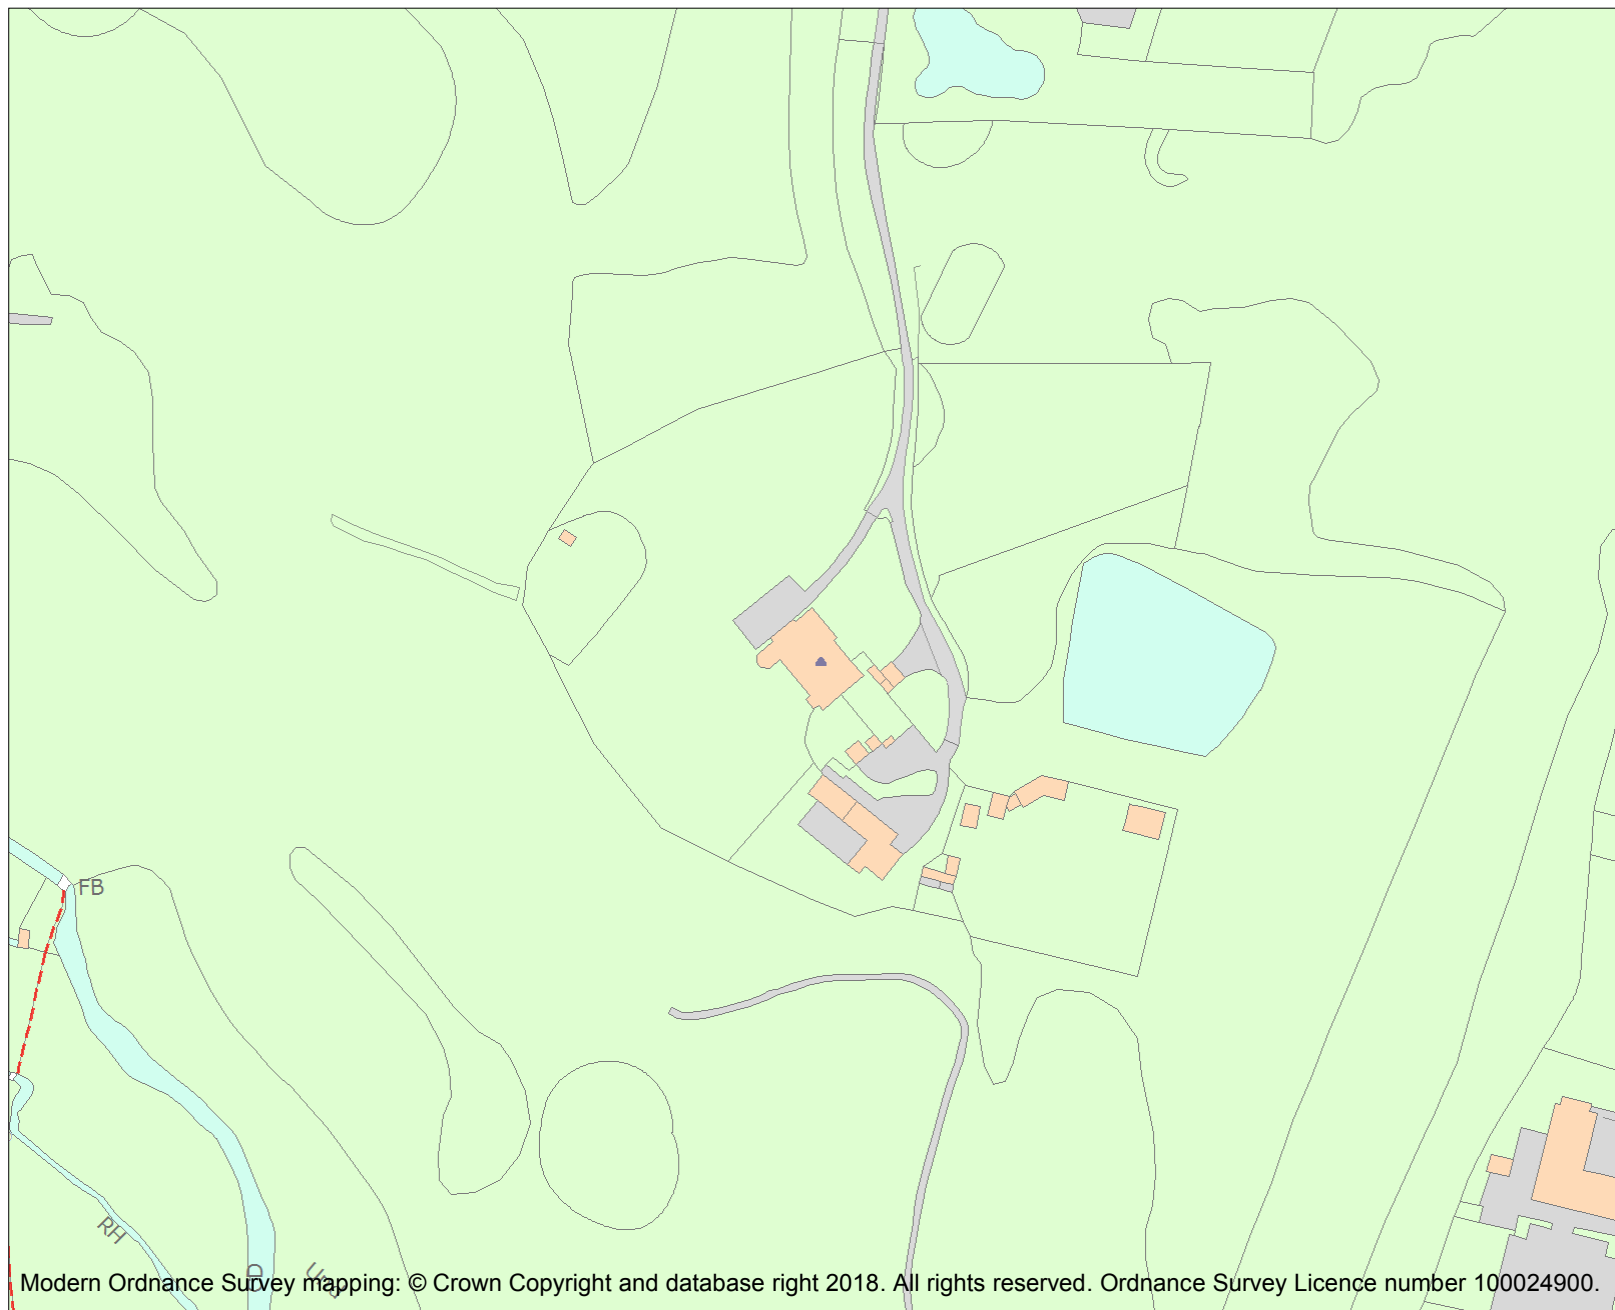 FB
RH
Modern Ordnance Survey mapping: © Crown Copyright and database right 2018. All rights reserved. Ordnance Survey Licence number 100024900.